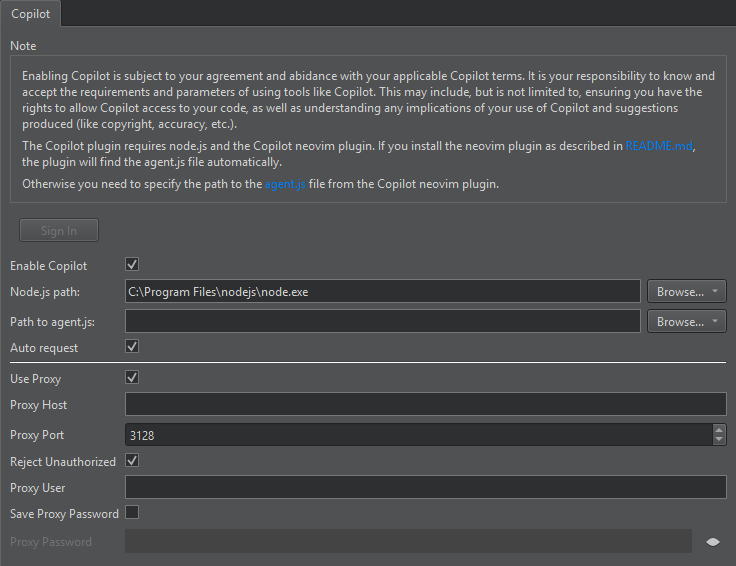 Copilot
Note
Enabling Copilot is subject to your agreement and abidance with your applicable Copilot terms. It is your responsibility to know and
accept the requirements and parameters of using tools like Copilot. This may include, but is not limited to, ensuring you have the
rights to allow Copilot access to your code, as well as understanding any implications of your use of Copilot and suggestions
produced (like copyright, accuracy, etc.).
The Copilot plugin requires node.js and the Copilot neovim plugin. If you install the neovim plugin as described in README.md,
the plugin will find the agent.js file automatically.
Otherwise you need to specify the path to the agent.js file from the Copilot neovim plugin.
Sign In
Enable Copilot
Node.js path: C:\Program Files\nodejs\node.exe Browse...
Path to agent.js: Browse...
Auto request
Use Proxy
Proxy Host
Proxy Port 3128
Reject Unauthorized
Proxy User
Save Proxy Password
Proxy Password